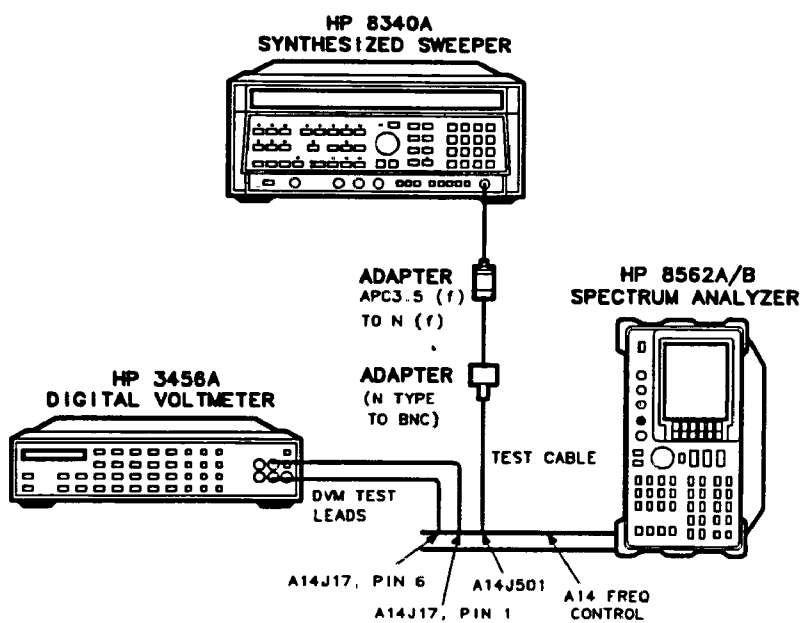 HP 8340A
SYNTHESIZED SWEEPER
ADAPTER
APC3.5 (f)
TO N (f)
HP 8562A/B
SPECTRUM ANALYZER
HP 3456A
DIGITAL VOLTMETER
ADAPTER
(N TYPE
TO BNC)
TEST CABLE
DVM TEST
LEADS
A14J17, PIN 6
A14J501
A14 FREQ
CONTROL
A14J17, PIN 1